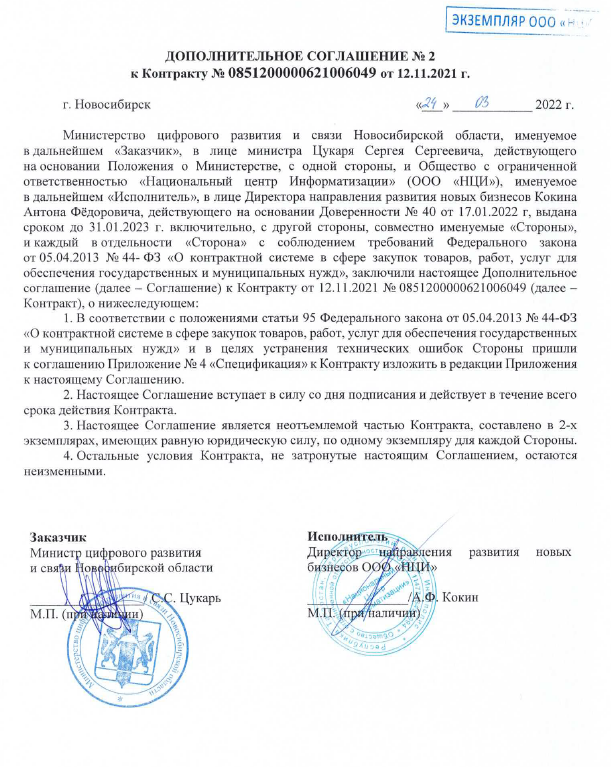 ЭКЗЕМПЛЯР ООО «НЦИ»
ДОПОЛНИТЕЛЬНОЕ СОГЛАШЕНИЕ № 2
к Контракту № 0851200000621006049 от 12.11.2021 г.
г. Новосибирск «24» 03 2022 г.
Министерство цифрового развития и связи Новосибирской области, именуемое
в дальнейшем «Заказчик», в лице министра Цукаря Сергея Сергеевича, действующего
на основании Положения о Министерстве, с одной стороны, и Общество с ограниченной
ответственностью «Национальный центр Информатизации» (ООО «НЦИ»), именуемое
в дальнейшем «Исполнитель», в лице Директора направления развития новых бизнесов Кокина
Антона Фёдоровича, действующего на основании Доверенности № 40 от 17.01.2022 г, выдана
сроком до 31.01.2023 г. включительно, с другой стороны, совместно именуемые «Стороны»,
и каждый в отдельности «Сторона» с соблюдением требований Федерального закона
от 05.04.2013 № 44- ФЗ «О контрактной системе в сфере закупок товаров, работ, услуг для
обеспечения государственных и муниципальных нужд», заключили настоящее Дополнительное
соглашение (далее – Соглашение) к Контракту от 12.11.2021 № 0851200000621006049 (далее –
Контракт), о нижеследующем:
1. В соответствии с положениями статьи 95 Федерального закона от 05.04.2013 № 44-ФЗ
«О контрактной системе в сфере закупок товаров, работ, услуг для обеспечения государственных
и муниципальных нужд» и в целях устранения технических ошибок Стороны пришли
к соглашению Приложение № 4 «Спецификация» к Контракту изложить в редакции Приложения
к настоящему Соглашению.
2. Настоящее Соглашение вступает в силу со дня подписания и действует в течение всего
срока действия Контракта.
3. Настоящее Соглашение является неотъемлемой частью Контракта, составлено в 2-х
экземплярах, имеющих равную юридическую силу, по одному экземпляру для каждой Стороны.
4. Остальные условия Контракта, не затронутые настоящим Соглашением, остаются
неизменными.
Заказчик
Министр цифрового развития
и связи Новосибирской области
/ С.С. Цукарь
М.П. (при наличии)
Министерство цифрового развития и связи Новосибирской области
Исполнитель
Директор направления развития новых
бизнесов ООО «НЦИ»
/А.Ф. Кокин
М.П. (при наличии)